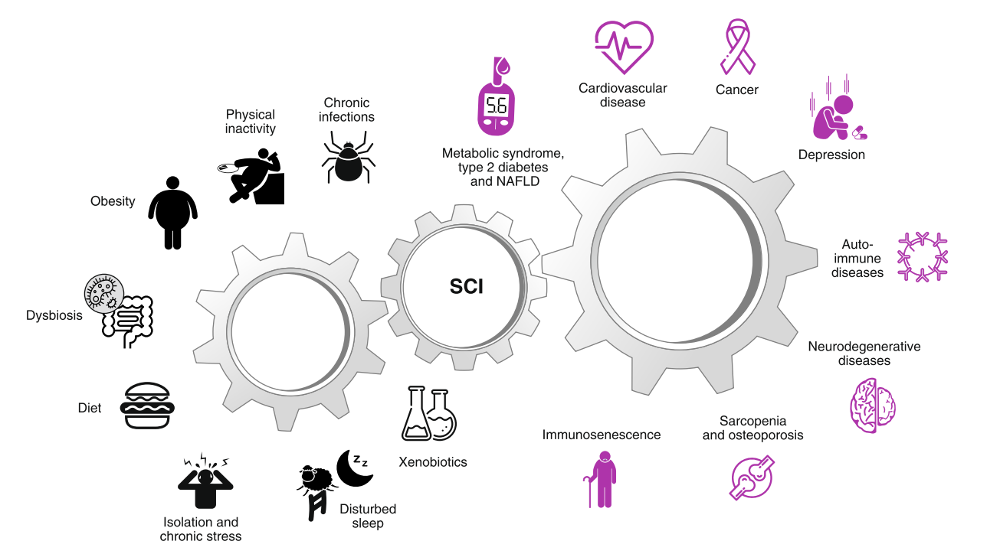 Chronic
infections
Physical
inactivity
Obesity
Dysbiosis
Diet
Isolation and
chronic stress
z z
Disturbed
sleep
Xenobiotics
SCI
5.6
Metabolic syndrome,
type 2 diabetes
and NAFLD
Cardiovascular
disease
Cancer
Depression
Auto-
immune
diseases
Neurodegenerative
diseases
Sarcopenia
and osteoporosis
Immunosenescence